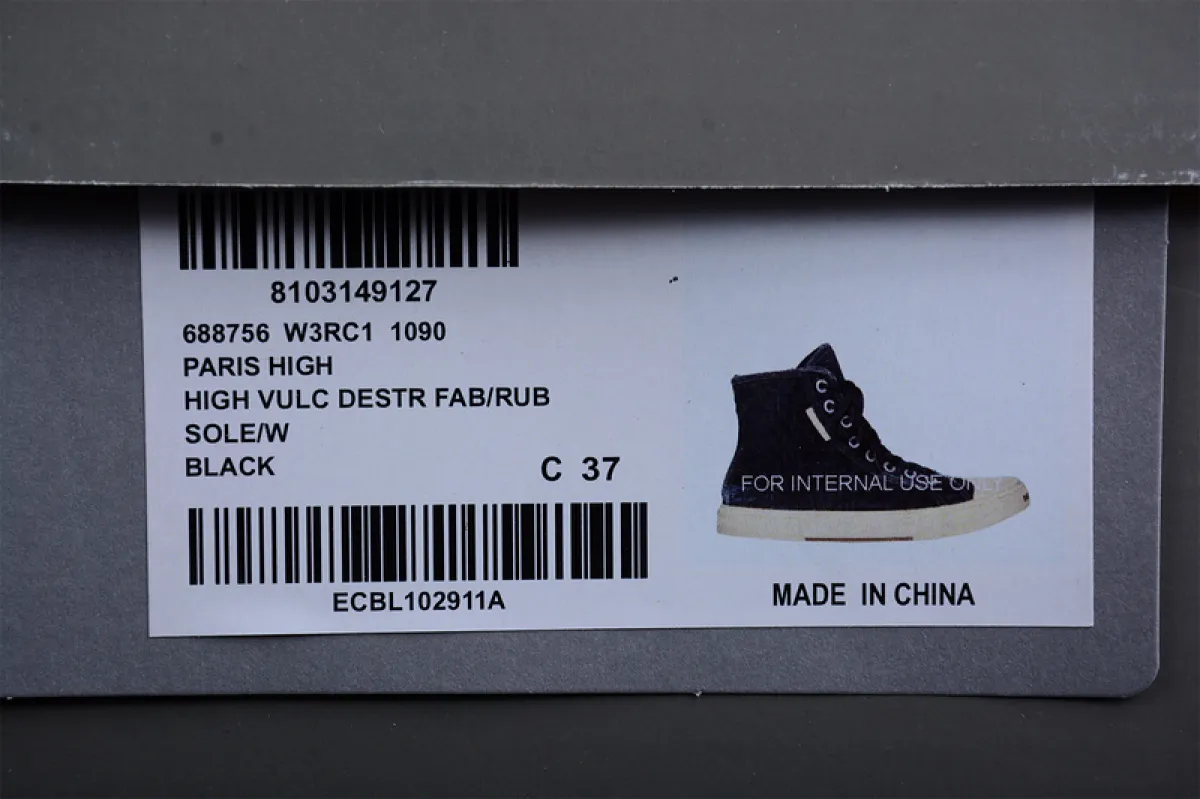 8103149127
688756 W3RC1 1090
PARIS HIGH
HIGH VULC DESTR FAB/RUB
SOLE/W
BLACK
C 37
ECBL102911A
FOR INTERNAL USE ONLY
MADE IN CHINA